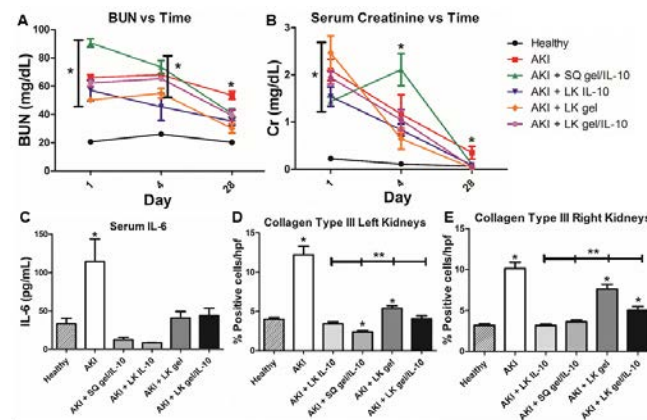 A
BUN vs Time
BUN (mg/dL)
100
80
60
40
20
0
*
*
*
1
4
28
Day
B
Serum Creatinine vs Time
Cr (mg/dL)
3
2
1
0
*
*
*
1
4
28
Day
Healthy
AKI
AKI + SQ gel/IL-10
AKI + LK IL-10
AKI + LK gel
AKI + LK gel/IL-10
C
Serum IL-6
IL-6 (pg/mL)
150
100
50
0
*
Healthy
AKI
AKI + SQ gel/IL-10
AKI + LK IL-10
AKI + LK gel
AKI + LK gel/IL-10
D
Collagen Type III Left Kidneys
% Positive cells/hpf
15
10
5
0
*
**
*
*
Healthy
AKI
AKI + LK IL-10
AKI + SQ gel/IL-10
AKI + LK gel
AKI + LK gel/IL-10
E
Collagen Type III Right Kidneys
% Positive cells/hpf
15
10
5
0
*
**
*
*
Healthy
AKI
AKI + LK IL-10
AKI + SQ gel/IL-10
AKI + LK gel
AKI + LK gel/IL-10